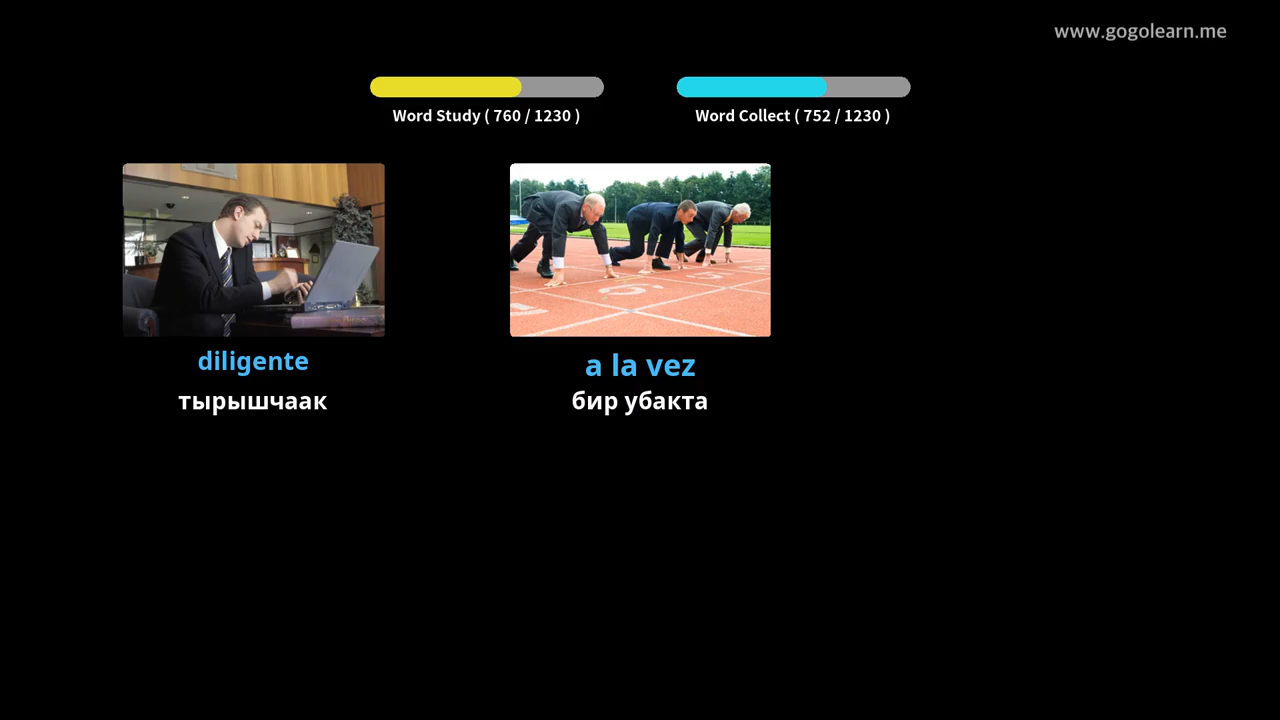 www.gogolearn.me
Word Study ( 760 / 1230 )
Word Collect ( 752 / 1230 )
diligente
тырышчаак
a la vez
бир убакта